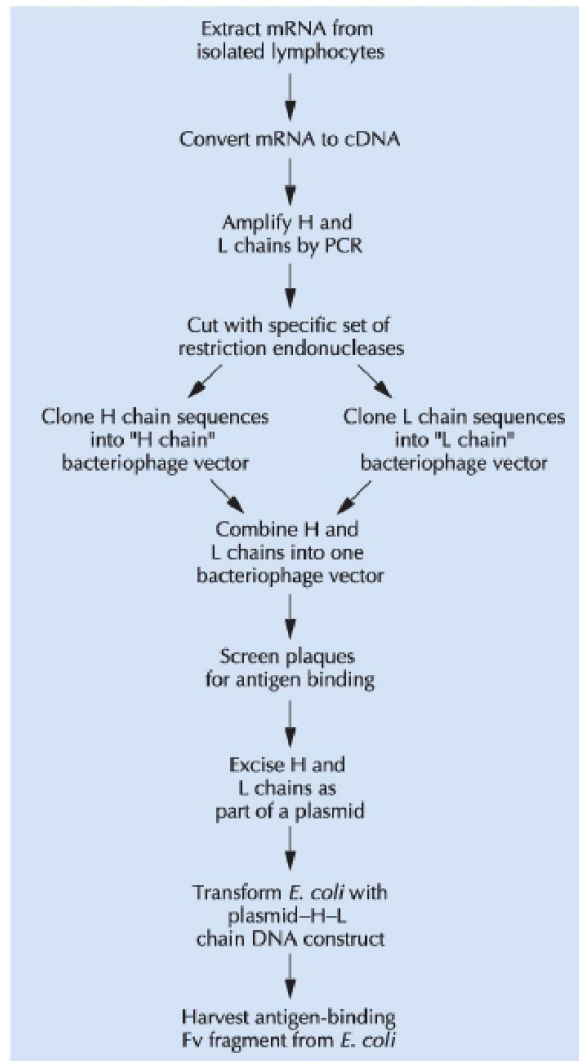 Extract mRNA from
isolated lymphocytes
Convert mRNA to cDNA
Amplify H and
L chains by PCR
Cut with specific set of
restriction endonucleases
Clone H chain sequences
into "H chain"
bacteriophage vector
Clone L chain sequences
into "L chain"
bacteriophage vector
Combine H and
L chains into one
bacteriophage vector
Screen plaques
for antigen binding
Excise H and
L chains as
part of a plasmid
Transform E. coli with
plasmid–H–L
chain DNA construct
Harvest antigen-binding
Fv fragment from E. coli